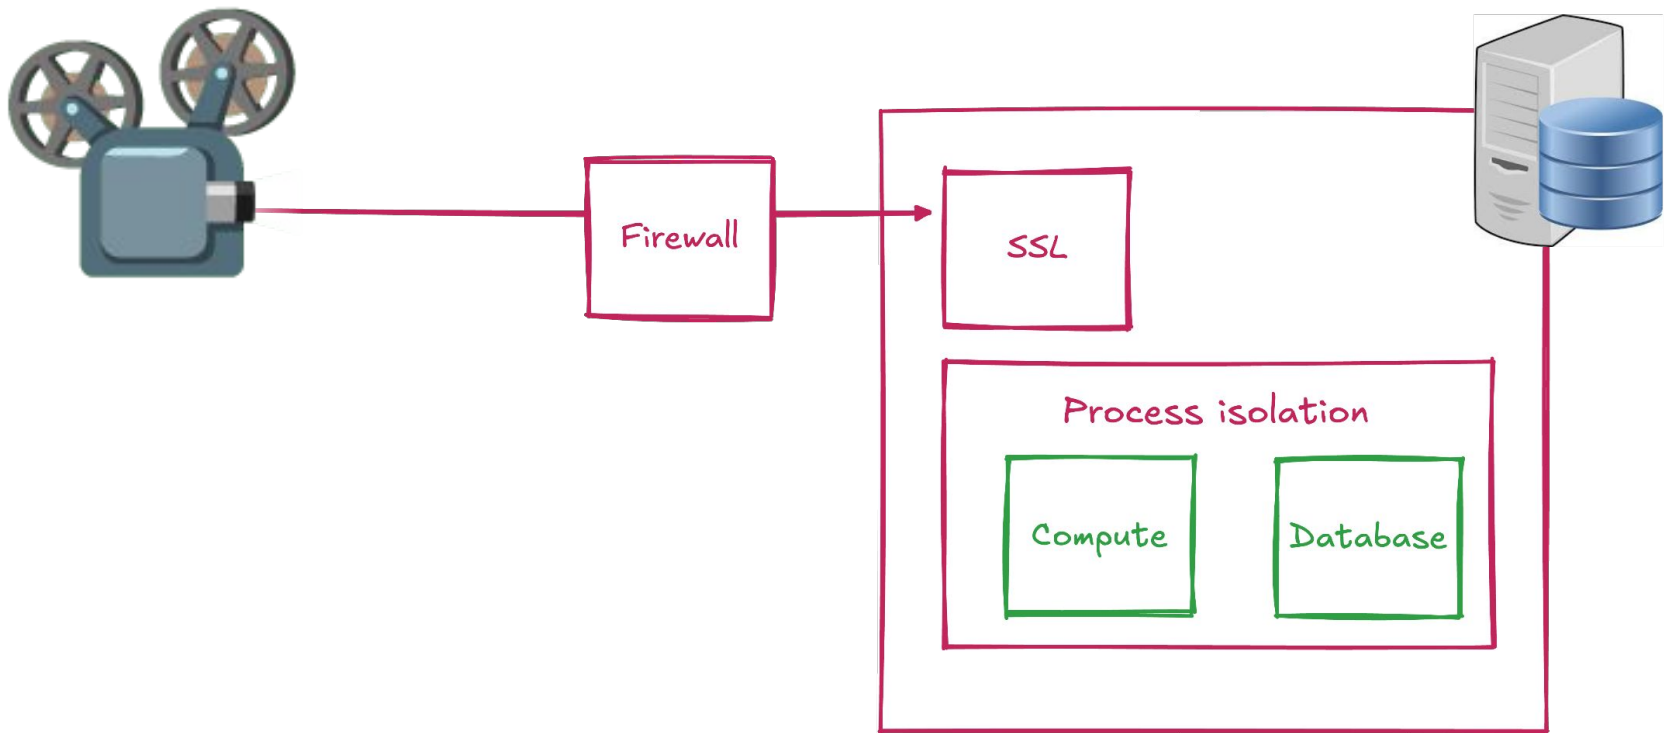 Firewall
SSL
Process isolation
Compute
Database